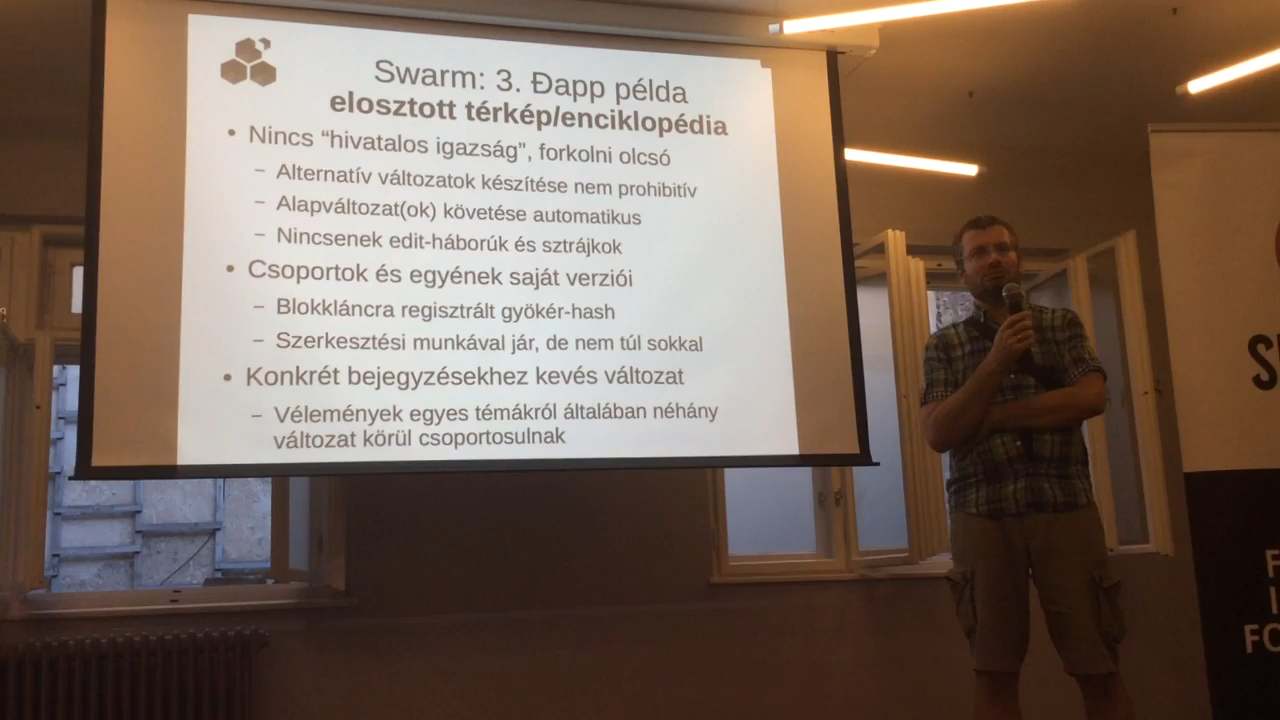 Swarm: 3. Đapp példa
elosztott térkép/enciklopédia
• Nincs “hivatalos igazság”, forkolni olcsó
– Alternatív változatok készítése nem prohibitív
– Alapváltozat(ok) követése automatikus
– Nincsenek edit-háborúk és sztrájkok
• Csoportok és egyének saját verziói
– Blokkláncra regisztrált gyökér-hash
– Szerkesztési munkával jár, de nem túl sokkal
• Konkrét bejegyzésekhez kevés változat
– Vélemények egyes témákról általában néhány
változat körül csoportosulnak